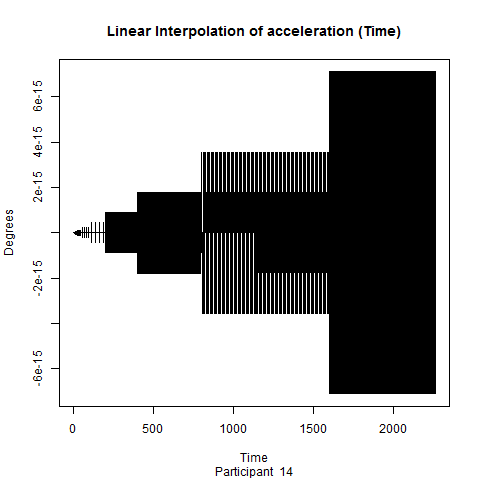 Linear Interpolation of acceleration (Time)
Degrees
6e-15
4e-15
2e-15
-2e-15
-6e-15
0
500
1000
1500
2000
Time
Participant 14